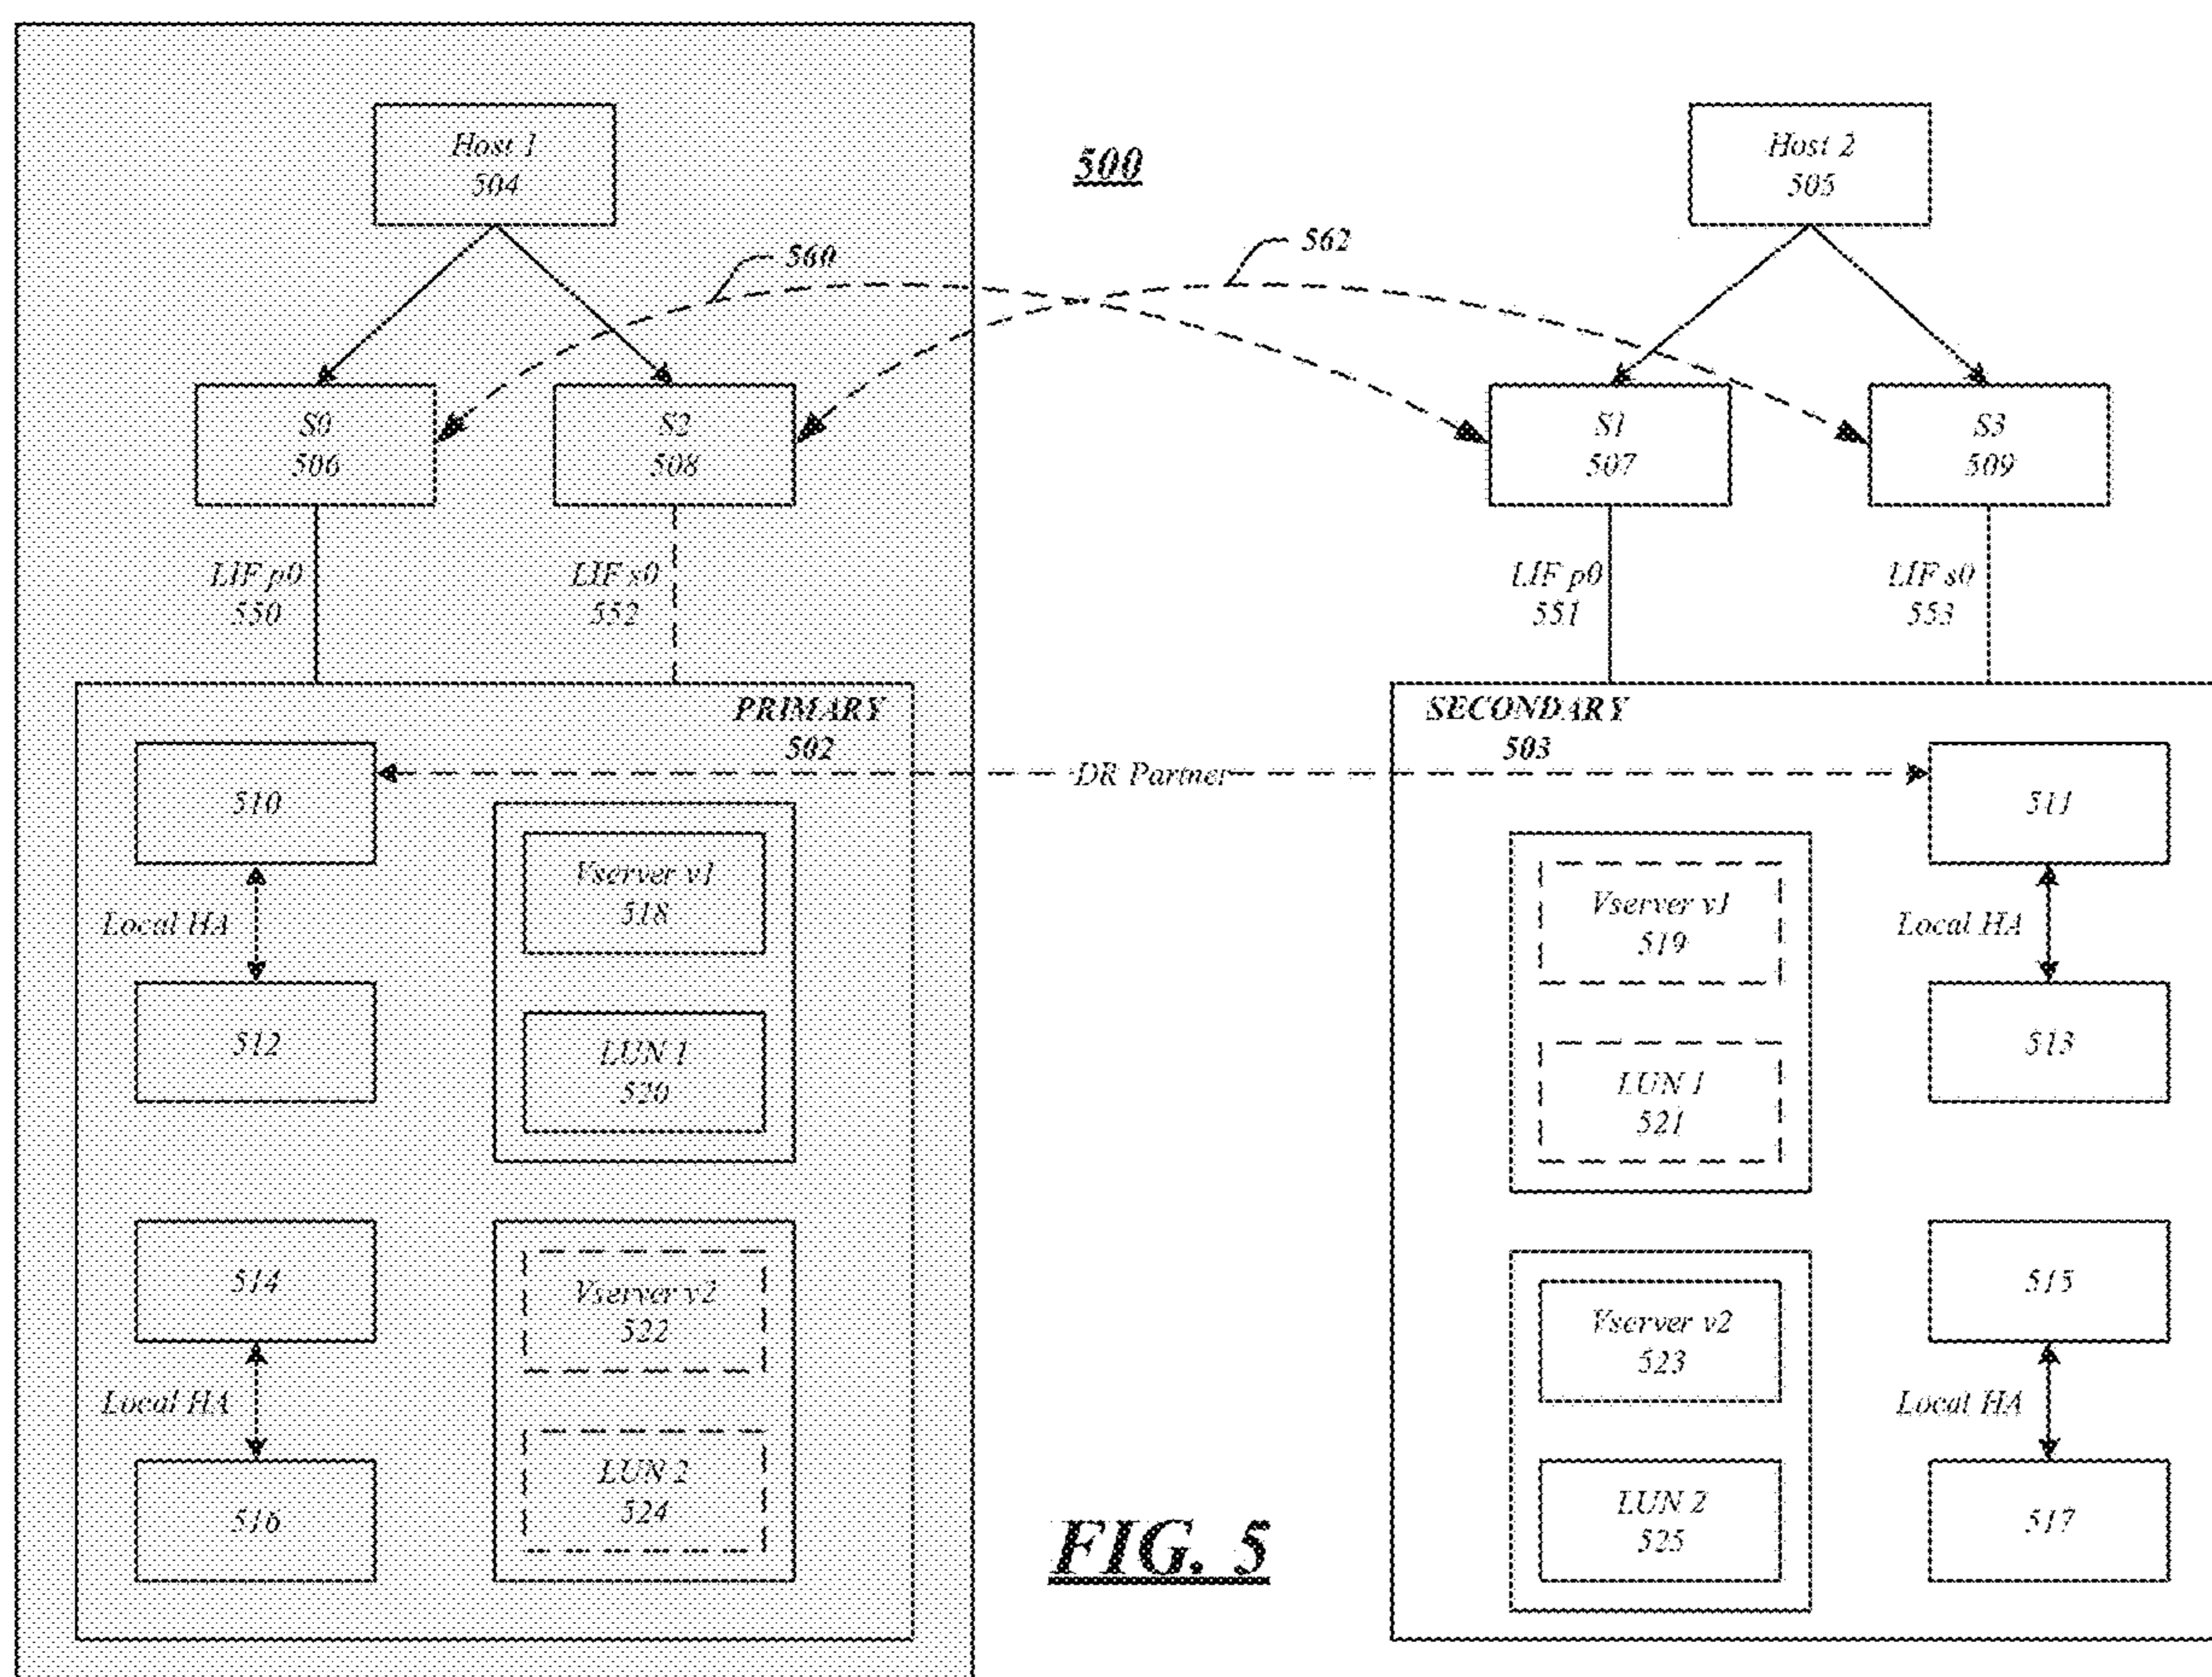 Host 1
504
500
Host 2
505
560
562
S0
506
S2
508
S1
507
S3
509
LIF p0
550
LIF s0
552
LIF p0
551
LIF s0
553
PRIMARY
502
SECONDARY
503
510
DR Partner
511
Vserver v1
518
Vserver v1
519
Local HA
Local HA
512
LUN 1
520
LUN 1
521
513
514
Vserver v2
522
Vserver v2
523
515
Local HA
Local HA
516
LUN 2
524
LUN 2
525
517
FIG. 5